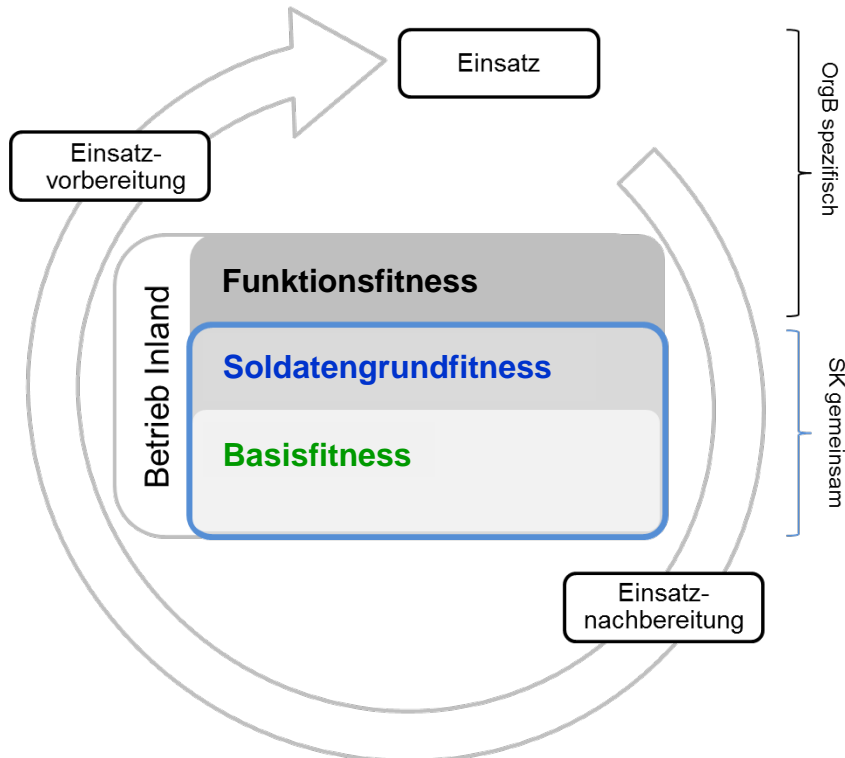 Einsatz
OrgB spezifisch
Einsatz-
vorbereitung
Betrieb Inland
Funktionsfitness
Soldatengrundfitness
Basisfitness
SK gemeinsam
Einsatz-
nachbereitung